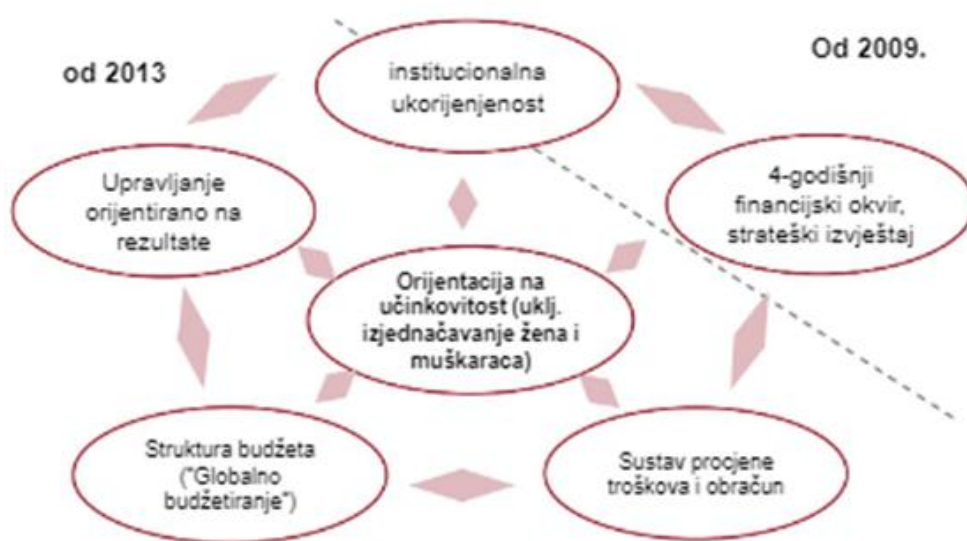 od 2013
Od 2009.
institucionalna
ukorijenjenost
Upravljanje
orijentirano na
rezultate
4-godišnji
financijski okvir,
strateški izvještaj
Orijentacija na
učinkovitost (uklj.
izjednačavanje žena i
muškaraca)
Struktura budžeta
("Globalno
budžetiranje")
Sustav procjene
troškova i obračun